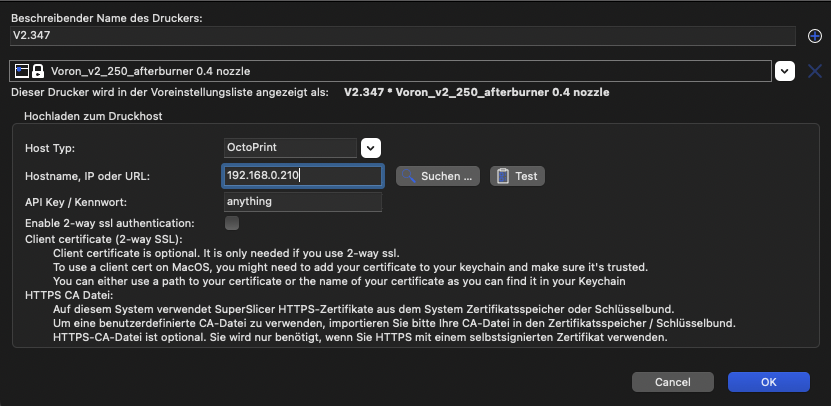 Beschreibender Name des Druckers:
V2.347
Voron_v2_250_afterburner 0.4 nozzle
Dieser Drucker wird in der Voreinstellungsliste angezeigt als: V2.347 * Voron_v2_250_afterburner 0.4 nozzle
Hochladen zum Druckhost
Host Typ: OctoPrint
Hostname, IP oder URL: 192.168.0.210 Suchen ... Test
API Key / Kennwort: anything
Enable 2-way ssl authentication:
Client certificate (2-way SSL):
Client certificate is optional. It is only needed if you use 2-way ssl.
To use a client cert on MacOS, you might need to add your certificate to your keychain and make sure it's trusted.
You can either use a path to your certificate or the name of your certificate as you can find it in your Keychain
HTTPS CA Datei:
Auf diesem System verwendet SuperSlicer HTTPS-Zertifikate aus dem System Zertifikatsspeicher oder Schlüsselbund.
Um eine benutzerdefinierte CA-Datei zu verwenden, importieren Sie bitte Ihre CA-Datei in den Zertifikatsspeicher / Schlüsselbund.
HTTPS-CA-Datei ist optional. Sie wird nur benötigt, wenn Sie HTTPS mit einem selbstsignierten Zertifikat verwenden.
Cancel OK